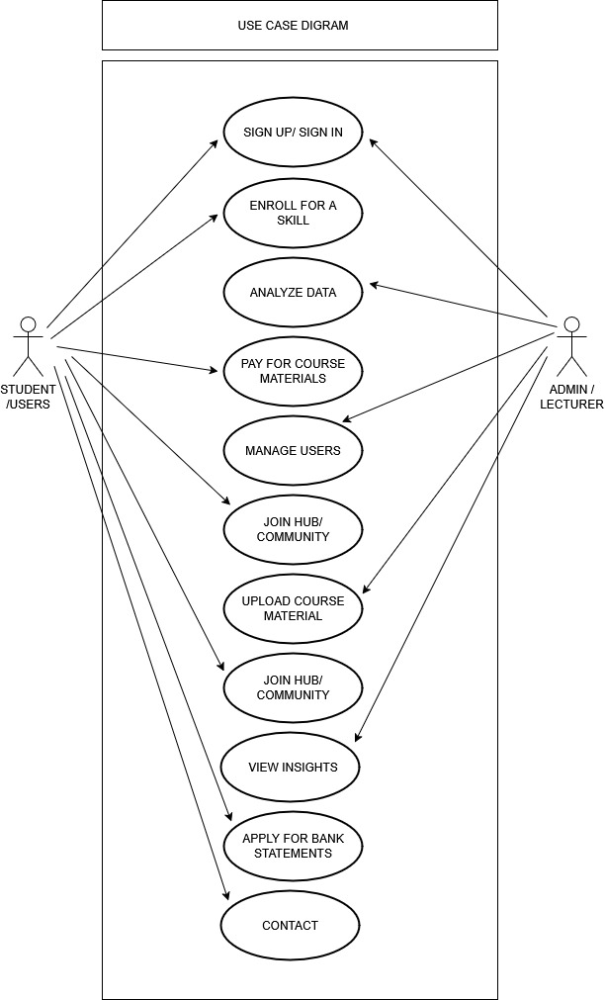 USE CASE DIGRAM
SIGN UP/ SIGN IN
ENROLL FOR A
SKILL
ANALYZE DATA
STUDENT
/USERS
ADMIN /
LECTURER
PAY FOR COURSE
MATERIALS
MANAGE USERS
JOIN HUB/
COMMUNITY
UPLOAD COURSE
MATERIAL
JOIN HUB/
COMMUNITY
VIEW INSIGHTS
APPLY FOR BANK
STATEMENTS
CONTACT